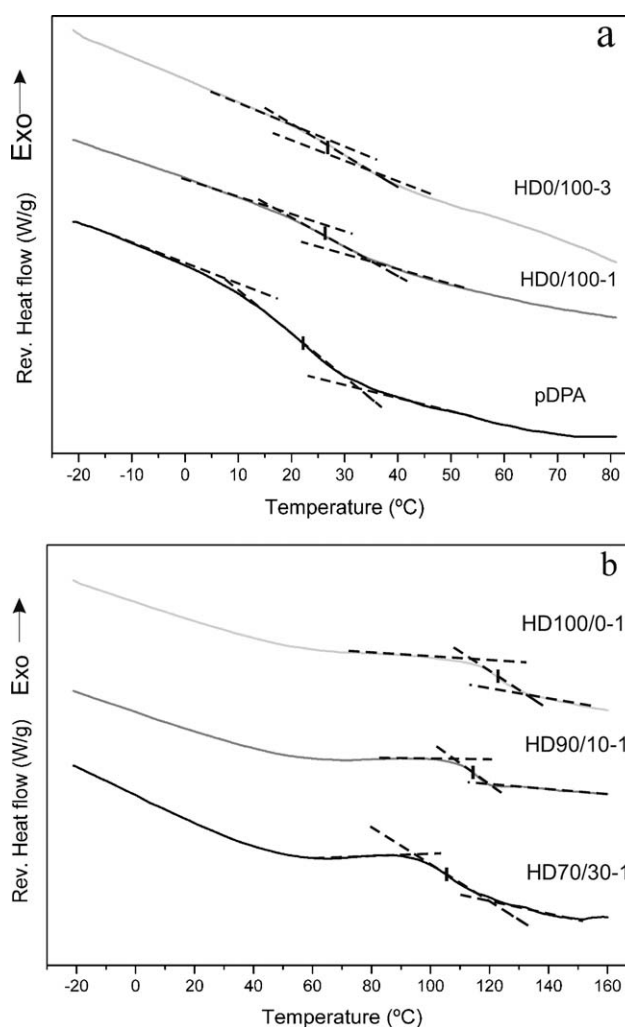 a
Exo
Rev. Heat flow (W/g)
HD0/100-3
HD0/100-1
pDPA
-20 -10 0 10 20 30 40 50 60 70 80
Temperature (ºC)
b
Exo
Rev. Heat flow (W/g)
HD100/0-1
HD90/10-1
HD70/30-1
-20 0 20 40 60 80 100 120 140 160
Temperature (ºC)